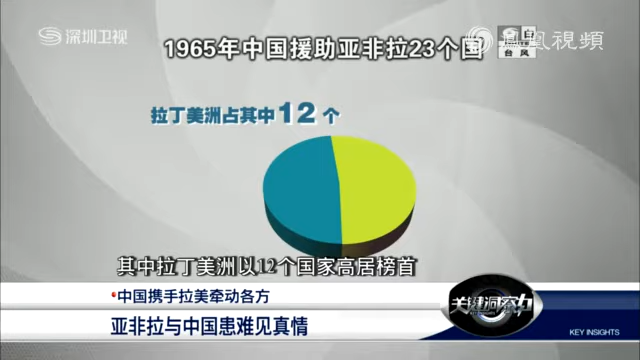 深圳卫视
1965年中国援助亚非拉23个国
凤凰视频
白
台风
拉丁美洲占其中12个
其中拉丁美洲以12个国家高居榜首
•中国携手拉美牵动各方
亚非拉与中国患难见真情
关键洞察力
KEY INSIGHTS